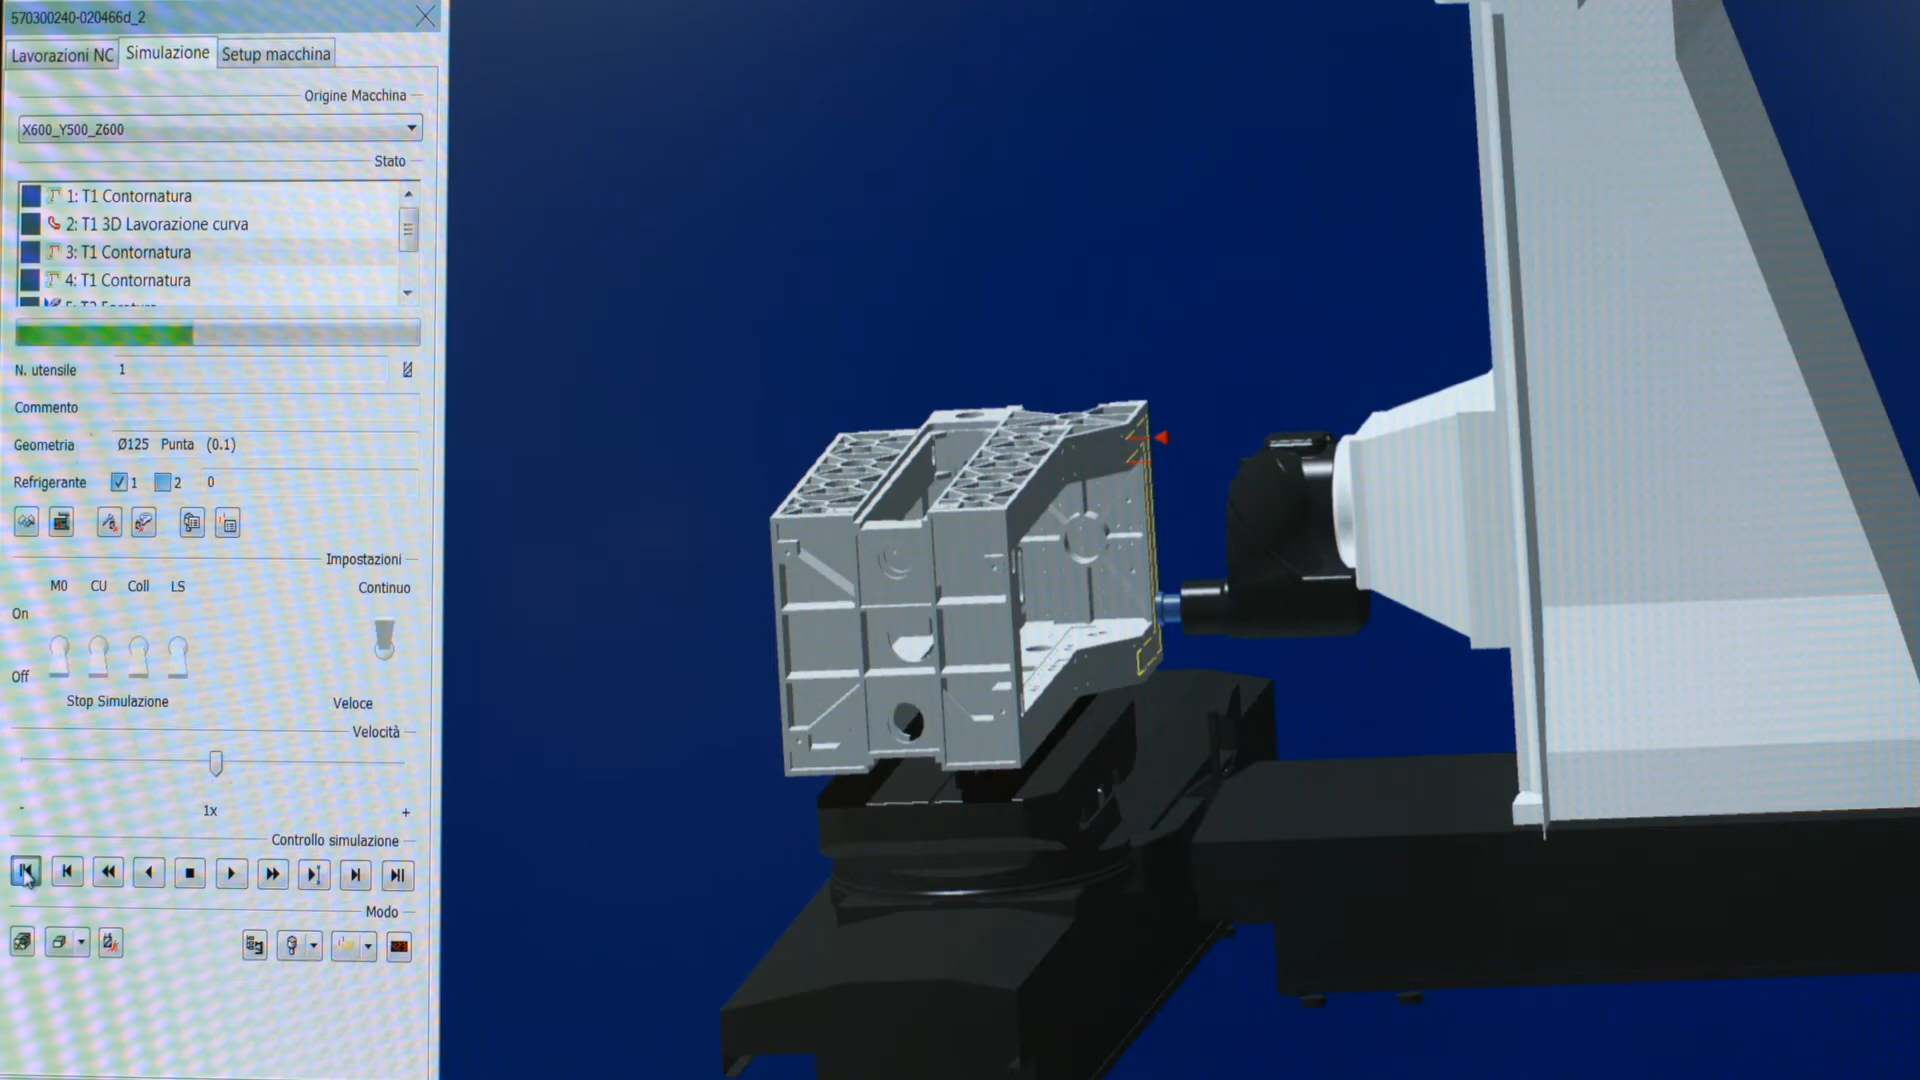 570300240-020466d_2
Lavorazioni NC Simulazione Setup macchina
Origine Macchina
X600_Y500_Z600
Stato
1: T1 Contornatura
2: T1 3D Lavorazione curva
3: T1 Contornatura
4: T1 Contornatura
N. utensile 1
Commento
Geometria Ø125 Punta (0.1)
Refrigerante 1 2 0
Impostazioni
M0 CU Coll LS Continuo
On
Off
Stop Simulazione Veloce
Velocità
- 1x +
Controllo simulazione
Modo